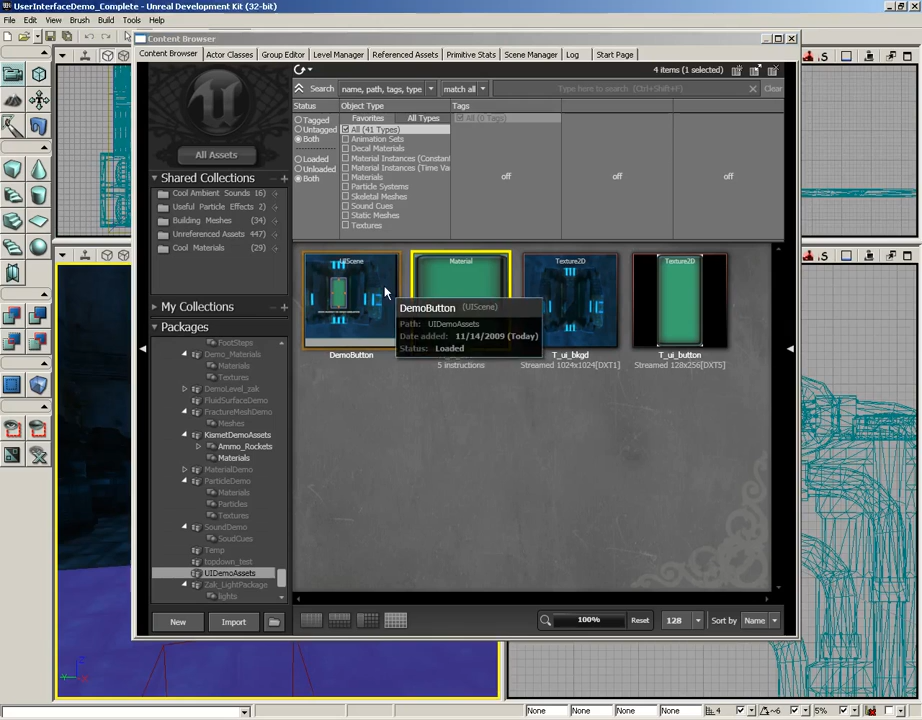 UserInterfaceDemo_Complete - Unreal Development Kit (32-bit)
File Edit View Brush Build Tools Help
Content Browser
Content Browser Actor Classes Group Editor Level Manager Referenced Assets Primitive Stats Scene Manager Log Start Page
4 items (1 selected)
Search name, path, tags, type match all Type here to search (Ctrl+Shift+F) Clear
Status Object Type Tags
Tagged
Untagged
Both
Loaded
Unloaded
Both
Favorites All Types
All (41 Types)
Animation Sets
Decal Materials
Material Instances (Constan
Material Instances (Time Va
Materials
Particle Systems
Skeletal Meshes
Sound Cues
Static Meshes
Textures
All (0 Tags)
off off off
All Assets
Shared Collections
Cool Ambient Sounds 16)
Useful Particle Effects 2)
Building Meshes (34)
Unreferenced Assets (447)
Cool Materials (29)
My Collections
Packages
FootSteps
Demo_Materials
Materials
Textures
DemoLevel_zak
FluidSurfaceDemo
FractureMeshDemo
Meshes
KismetDemoAssets
Ammo_Rockets
Materials
MaterialDemo
ParticleDemo
Materials
Particles
Textures
SoundDemo
SoudCues
Temp
topdown_test
UIDemoAssets
Zak_LightPackage
lights
New Import
UIScene
DemoButton
Material
5 instructions
Texture2D
T_ui_bkgd
Streamed 1024x1024[DXT1]
Texture2D
T_ui_button
Streamed 128x256[DXT5]
DemoButton (UIScene)
Path: UIDemoAssets
Date added: 11/14/2009 (Today)
Status: Loaded
100% Reset 128 Sort by Name
None None None None 4 ~6 5%